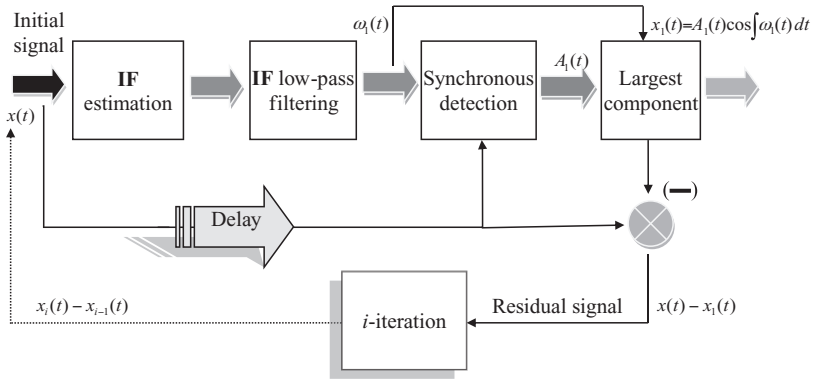 Initial
signal
x(t)
IF
estimation
IF low-pass
filtering
ω₁(t)
Synchronous
detection
A₁(t)
x₁(t)=A₁(t)cos∫ω₁(t)dt
Largest
component
(—)
Delay
x(t) − x₁(t)
Residual signal
i-iteration
xᵢ(t) − xᵢ₋₁(t)